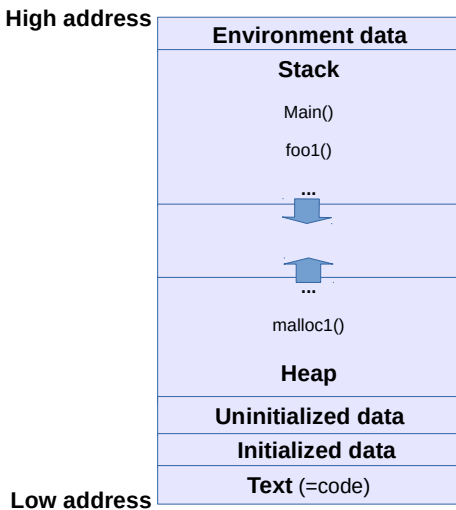 High address
Environment data
Stack
Main()
foo1()
...
...
malloc1()
Heap
Uninitialized data
Initialized data
Text (=code)
Low address